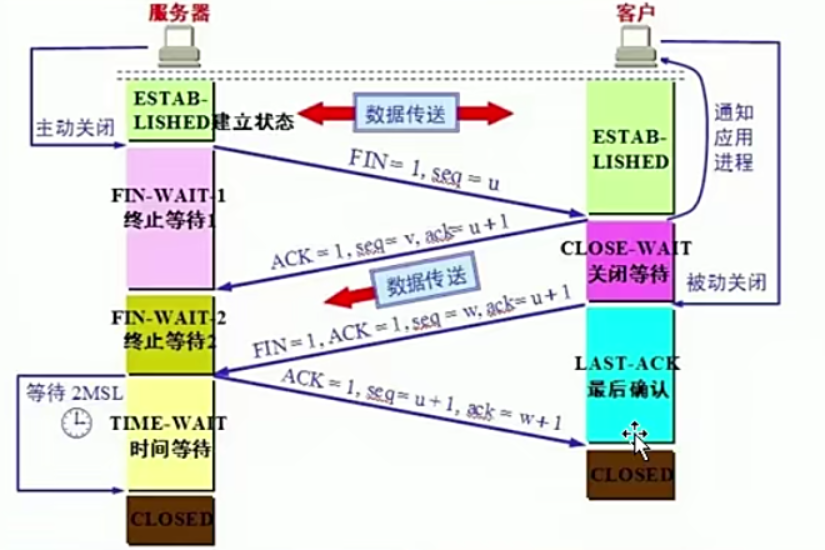 服务器
客户
ESTAB-
LISHED建立状态
数据传送
主动关闭
ESTAB-
LISHED
通知
应用
进程
FIN = 1, seq = u
FIN-WAIT-1
终止等待1
ACK = 1, seq= v, ack= u+1
CLOSE-WAIT
关闭等待
数据传送
被动关闭
FIN-WAIT-2
终止等待2
FIN=1, ACK = 1, seq = w, ack= u+1
LAST-ACK
最后确认
等待 2MSL
ACK = 1, seq= u+1, ack = w+1
TIME-WAIT
时间等待
CLOSED
CLOSED